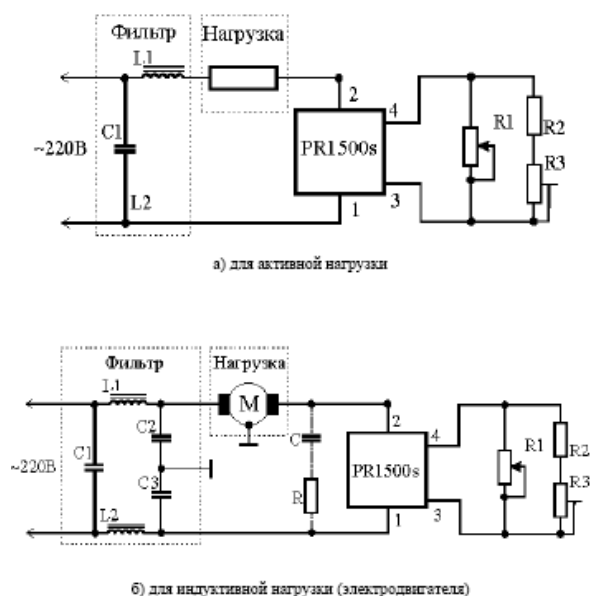 Фильтр
Нагрузка
L1
2
4
C1
R1
R2
~220В
PR1500s
R3
L2
1
3
а) для активной нагрузки
Фильтр
Нагрузка
L1
М
C2
C
2
4
R1
R2
C1
~220В
PR1500s
C3
R
R3
L2
1
3
б) для индуктивной нагрузки (электродвигателя)